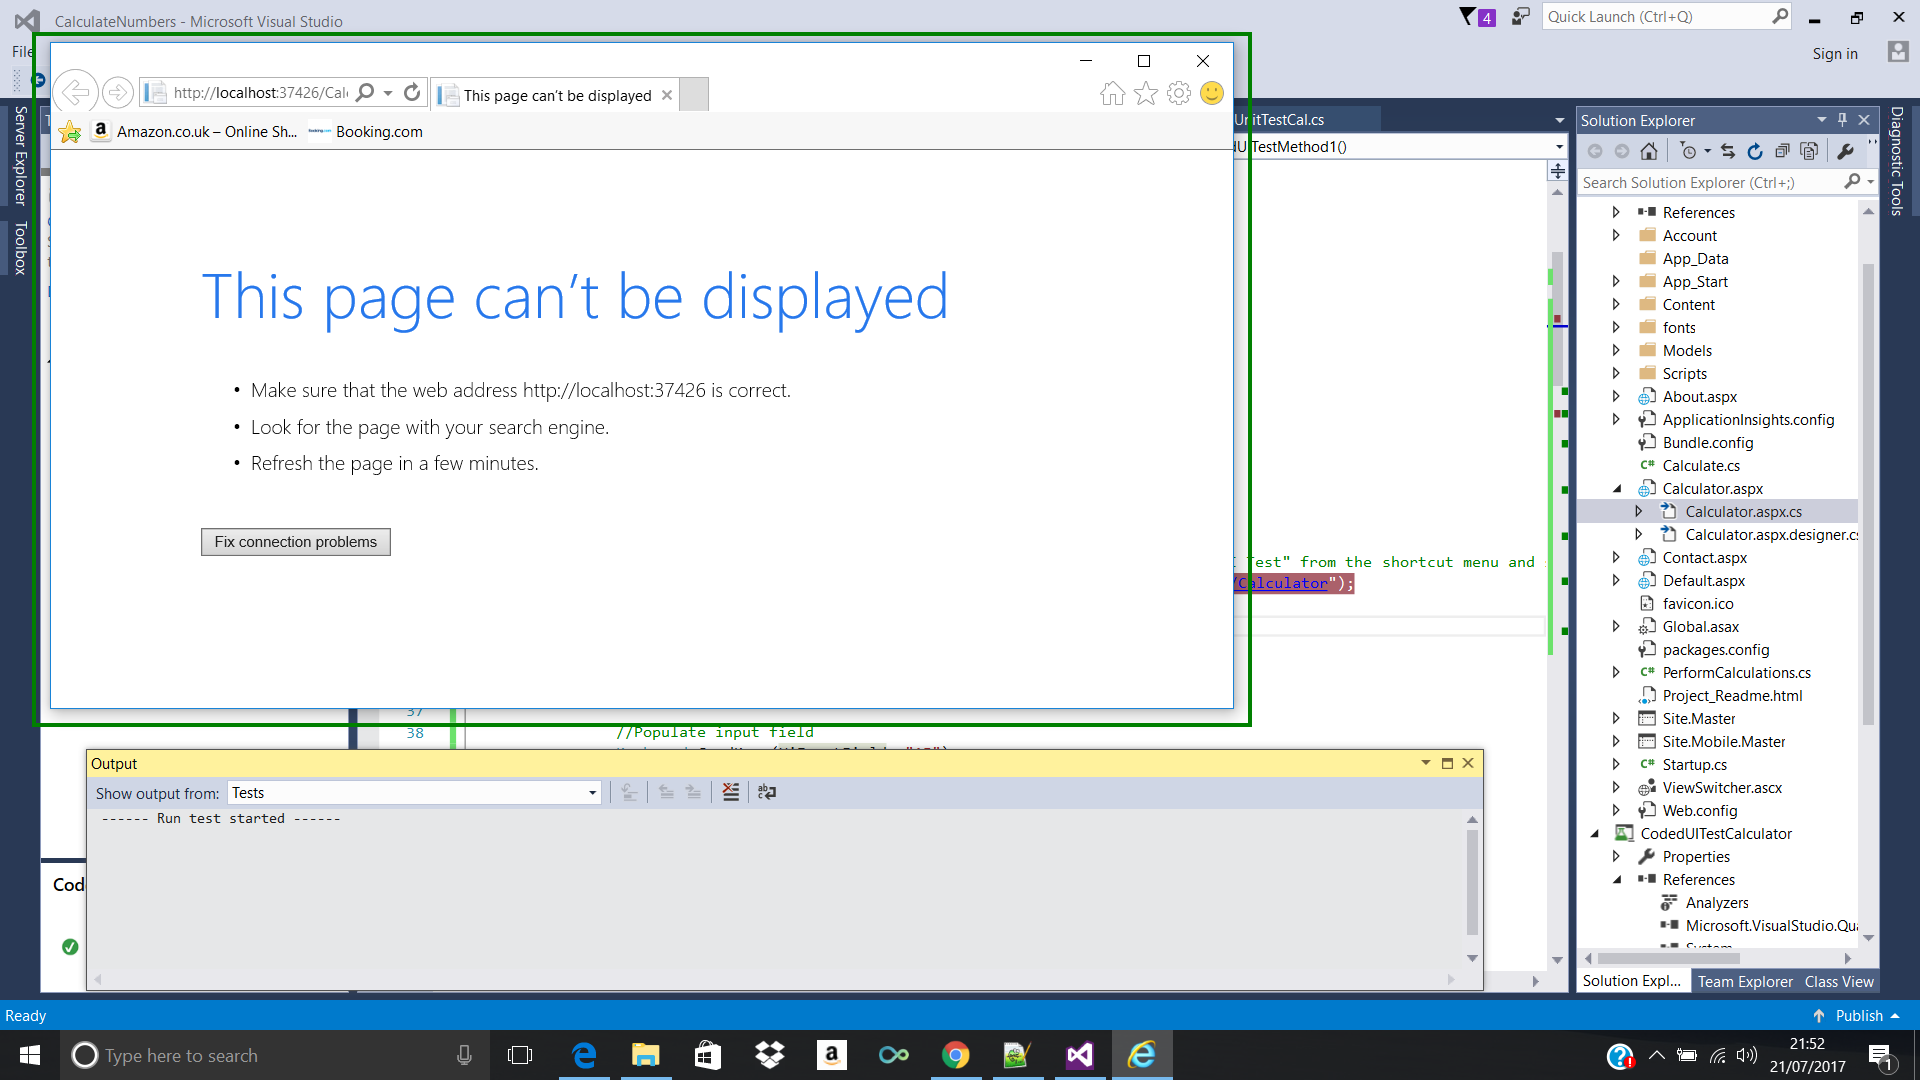 CalculateNumbers - Microsoft Visual Studio
4
Quick Launch (Ctrl+Q)
File
Sign in
http://localhost:37426/Cal
This page can't be displayed
Amazon.co.uk – Online Sh...
Booking.com
This page can't be displayed
• Make sure that the web address http://localhost:37426 is correct.
• Look for the page with your search engine.
• Refresh the page in a few minutes.
Fix connection problems
Server Explorer
Toolbox
UnitTestCal.cs
dUITestMethod1()
Test" from the shortcut menu and
/Calculator");
37
38
//Populate input field
Output
Show output from:
Tests
------ Run test started ------
Code
Solution Explorer
Search Solution Explorer (Ctrl+;)
References
Account
App_Data
App_Start
Content
fonts
Models
Scripts
About.aspx
ApplicationInsights.config
Bundle.config
C# Calculate.cs
Calculator.aspx
Calculator.aspx.cs
Calculator.aspx.designer.cs
Contact.aspx
Default.aspx
favicon.ico
Global.asax
packages.config
C# PerformCalculations.cs
Project_Readme.html
Site.Master
Site.Mobile.Master
C# Startup.cs
ViewSwitcher.ascx
Web.config
CodedUITestCalculator
Properties
References
Analyzers
Microsoft.VisualStudio.Qua
System
Solution Expl...
Team Explorer
Class View
Diagnostic Tools
Ready
Publish
Type here to search
21:52
21/07/2017
1